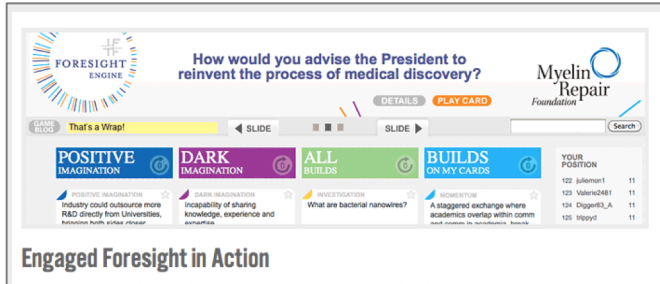 FORESIGHT
ENGINE
How would you advise the President to
reinvent the process of medical discovery?
DETAILS
PLAY CARD
Myelin
Repair
Foundation
GAME
BLOG
That's a Wrap!
SLIDE
SLIDE
Search
POSITIVE
IMAGINATION
DARK
IMAGINATION
ALL
BUILDS
BUILDS
ON MY CARDS
YOUR
POSITION
122 juliemon1 11
123 Valerie2481 11
124 Digger83_A 11
125 trippyd 11
POSITIVE IMAGINATION
Industry could outsource more
R&D directly from Universities,
bringing both sides closer
DARK IMAGINATION
Incapability of sharing
knowledge, experience and
expertise
INVESTIGATION
What are bacterial nanowires?
MOMENTUM
A staggered exchange where
academics overlap within comm
and comm in academia, break
Engaged Foresight in Action